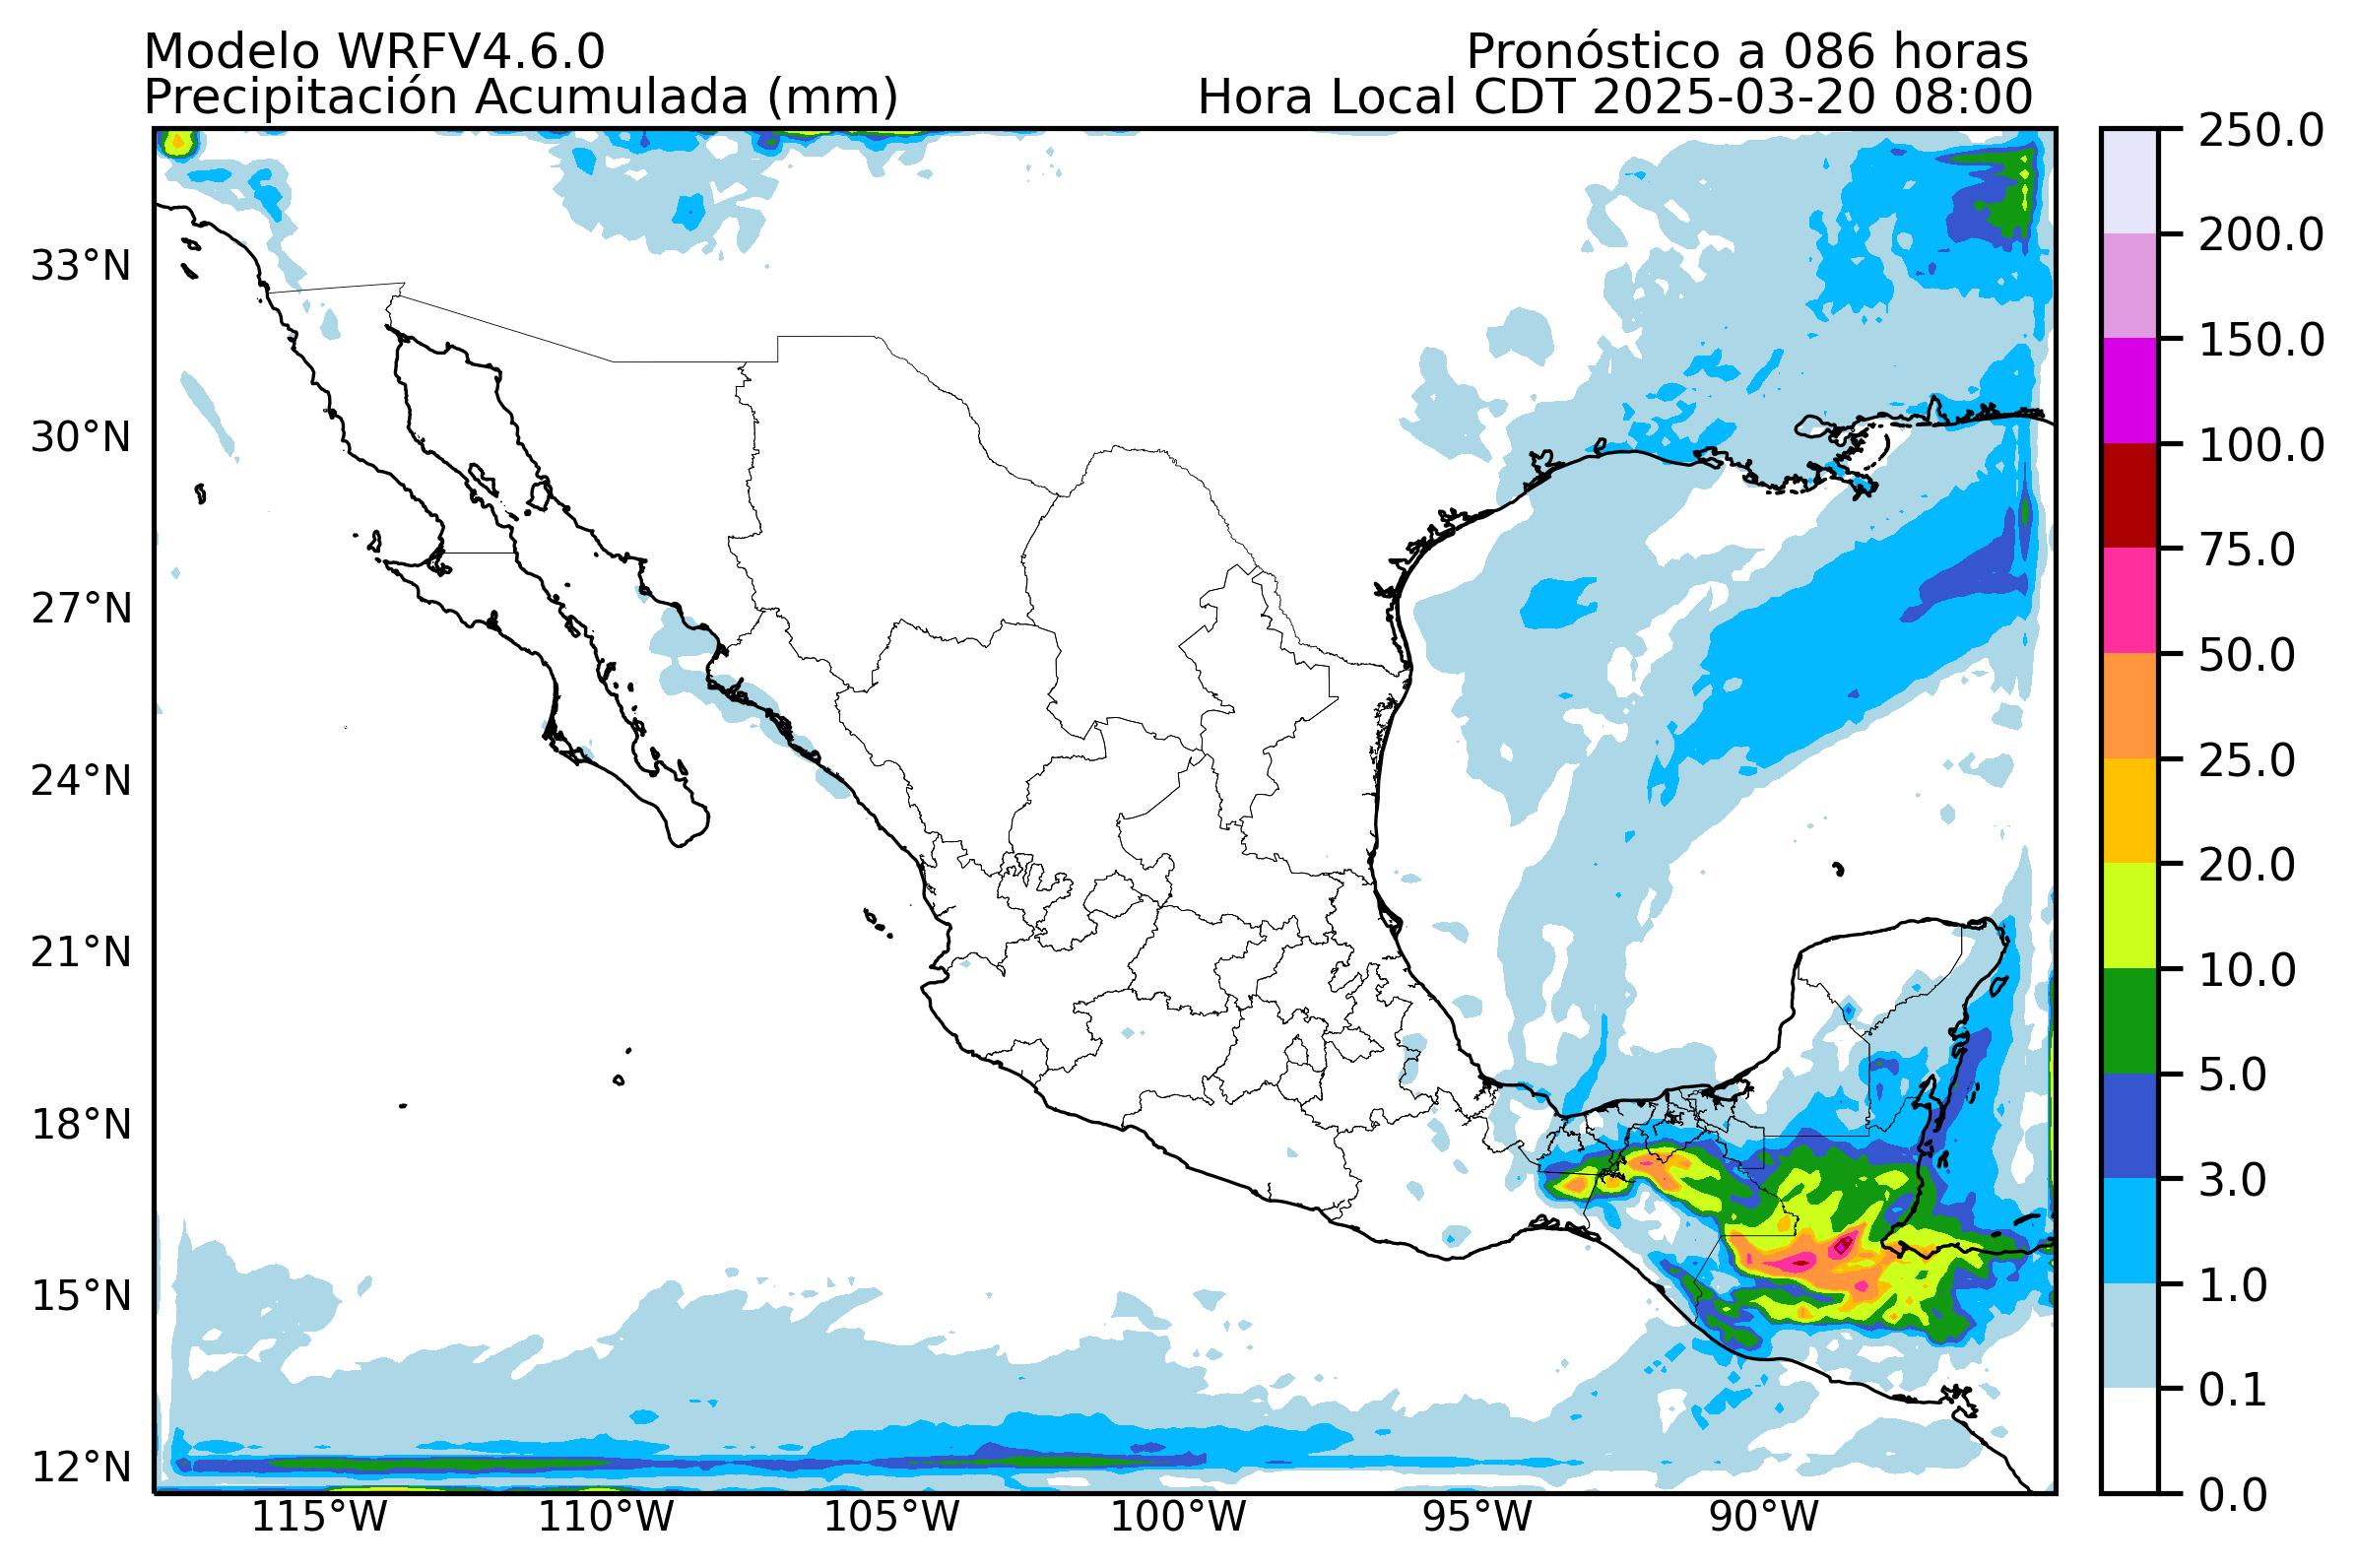 Modelo WRFV4.6.0
Pronóstico a 086 horas
Precipitación Acumulada (mm)
Hora Local CDT 2025-03-20 08:00
33°N
30°N
27°N
24°N
21°N
18°N
15°N
12°N
115°W
110°W
105°W
100°W
95°W
90°W
250.0
200.0
150.0
100.0
75.0
50.0
25.0
20.0
10.0
5.0
3.0
1.0
0.1
0.0